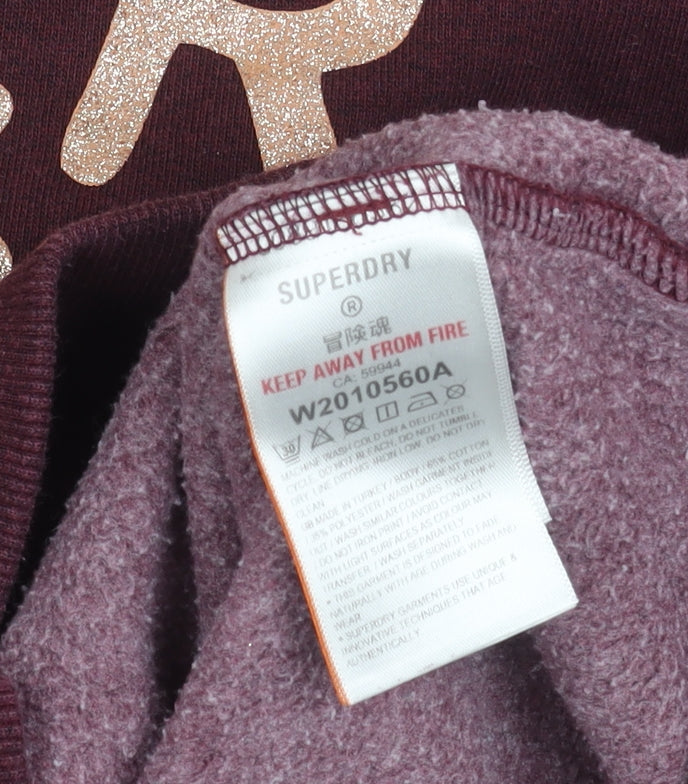 SUPERDRY
®
冒険魂
KEEP AWAY FROM FIRE
CA: 59944
W2010560A
30
MACHINE WASH COLD ON A DELICATE
CYCLE. DO NOT BLEACH, DO NOT TUMBLE
DRY, LINE DRYING, IRON LOW. DO NOT DRY
CLEAN
GB MADE IN TURKEY / BODY : 65% COTTON
35% POLYESTER / WASH GARMENT INSIDE
OUT / WASH SIMILAR COLOURS TOGETHER
DO NOT IRON PRINT / AVOID CONTACT
WITH LIGHT SURFACES AS COLOUR MAY
TRANSFER / WASH SEPARATELY
* THIS GARMENT IS DESIGNED TO FADE
NATURALLY WITH AGE DURING WASH AND
WEAR
* SUPERDRY GARMENTS USE UNIQUE &
INNOVATIVE TECHNIQUES THAT AGE
AUTHENTICALLY